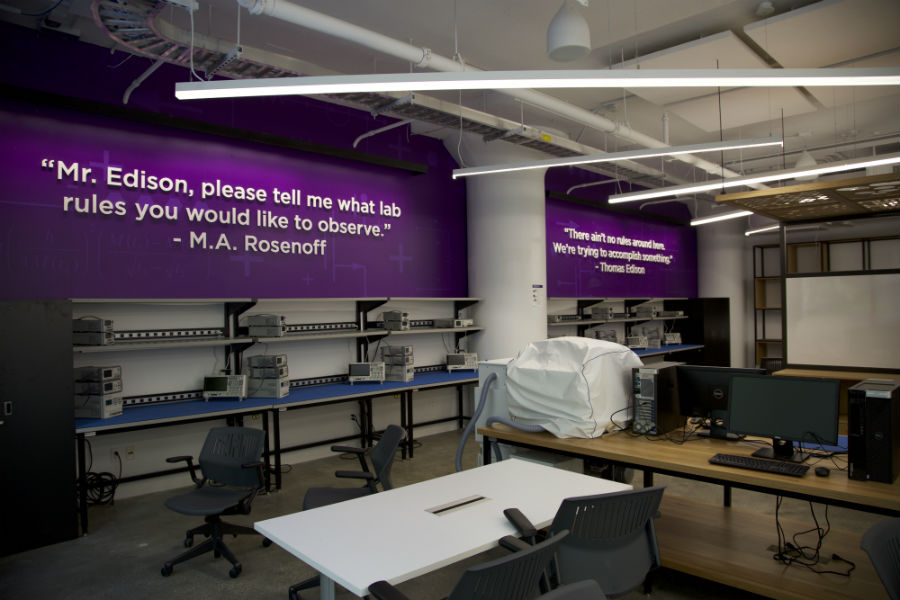 “Mr. Edison, please tell me what lab
rules you would like to observe.”
- M.A. Rosenoff
“There ain’t no rules around here.
We’re trying to accomplish something.”
- Thomas Edison
DELL